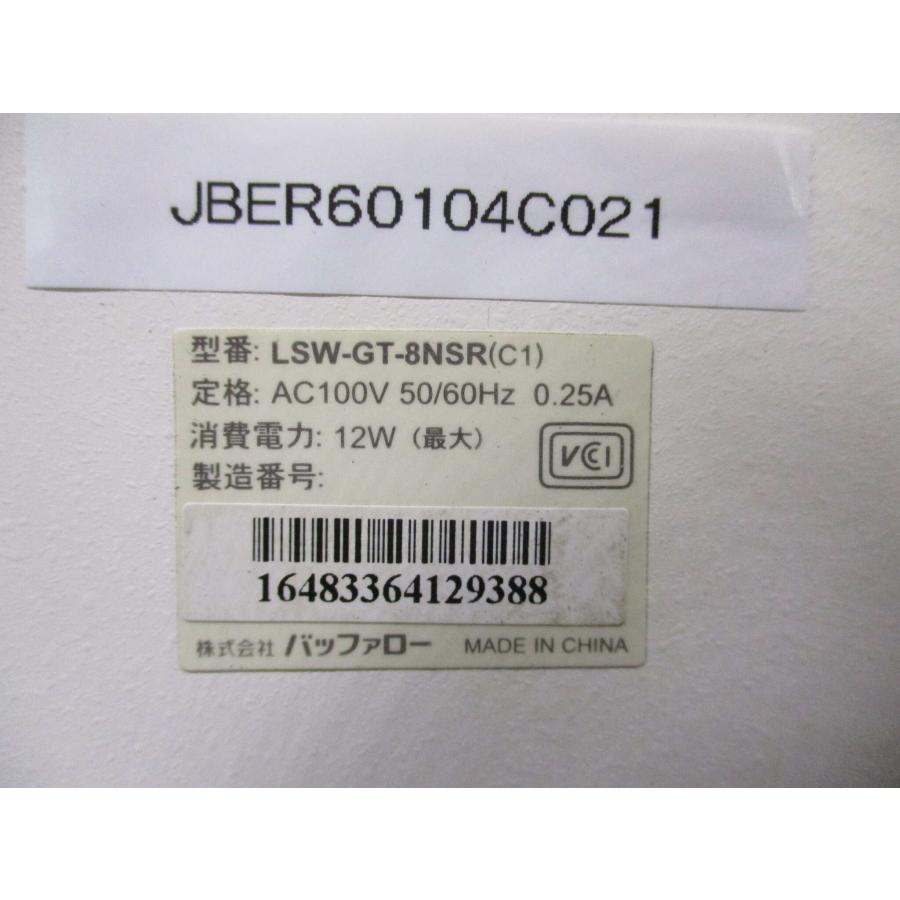 JBER60104C021
型番: LSW-GT-8NSR(C1)
定格: AC100V 50/60Hz 0.25A
消費電力: 12W（最大）
VCCI
製造番号:
16483364129388
株式会社 バッファロー MADE IN CHINA